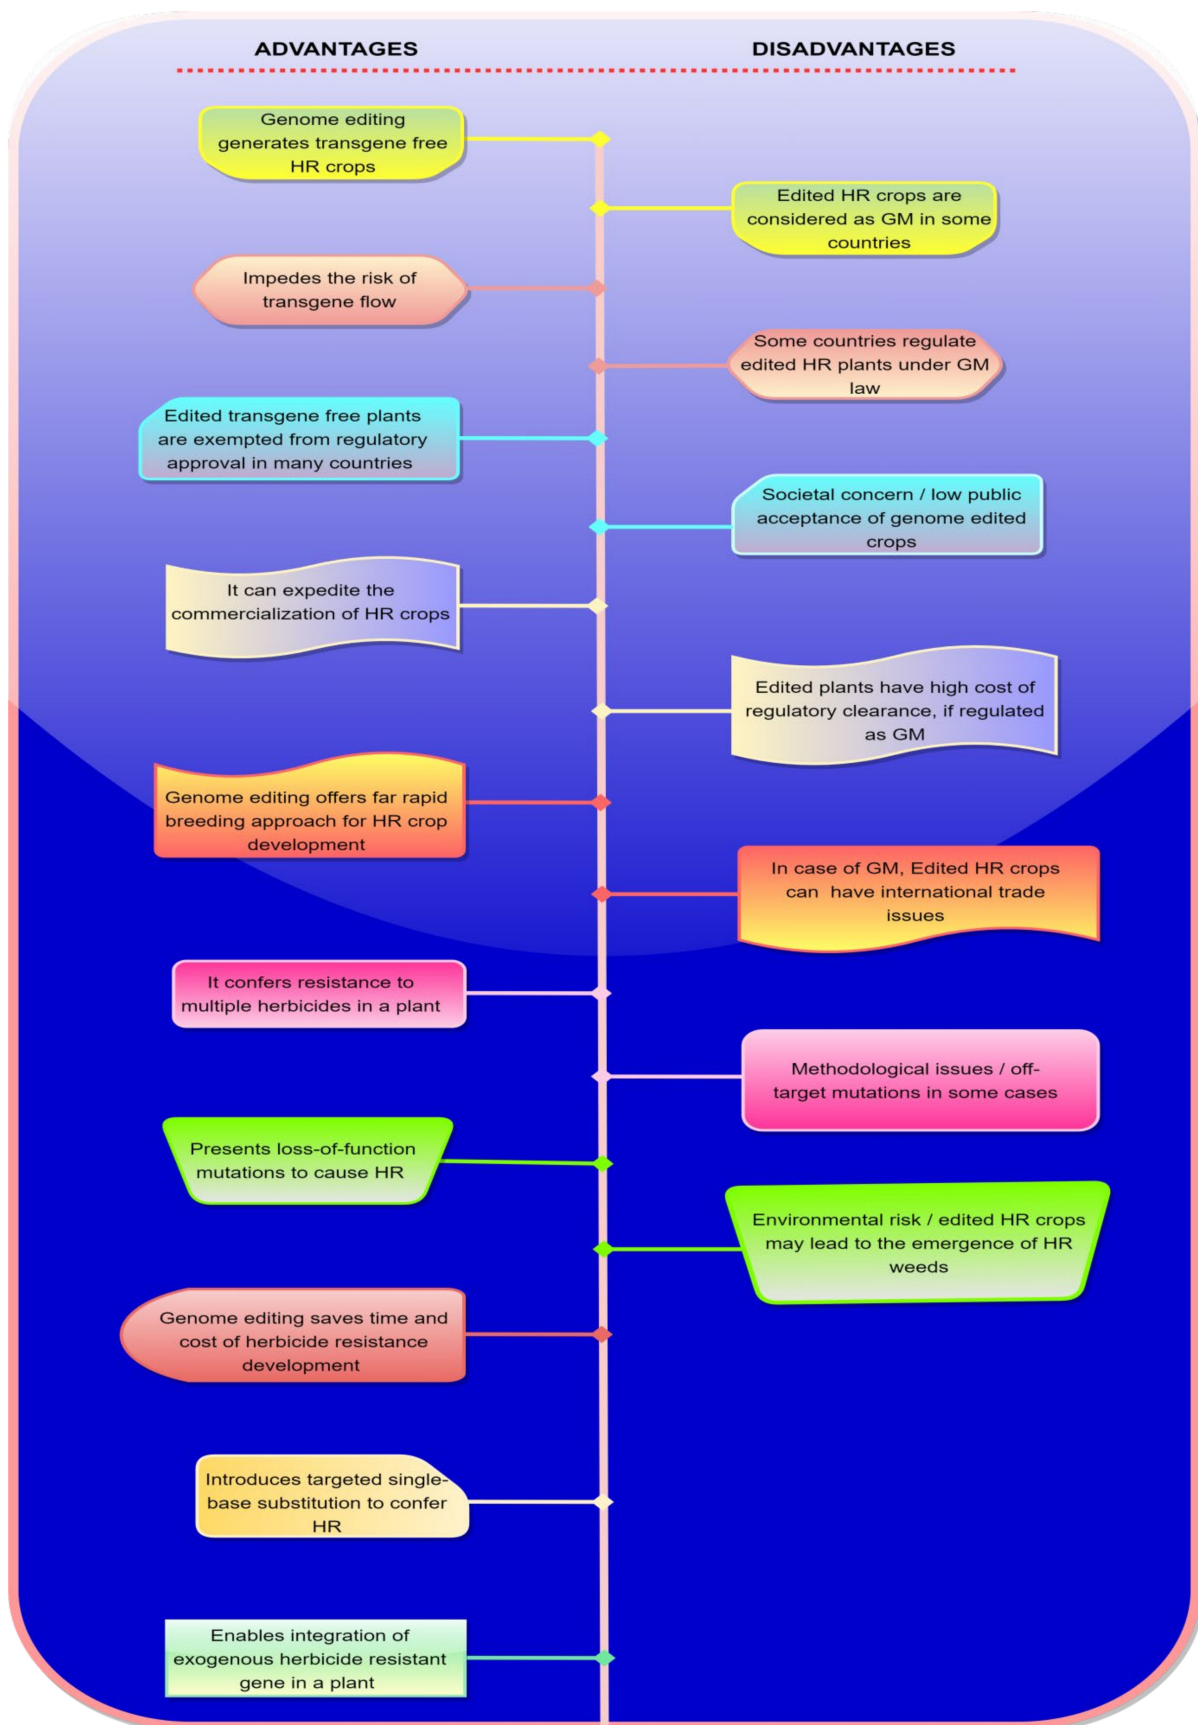 ADVANTAGES
DISADVANTAGES
Genome editing
generates transgene free
HR crops
Edited HR crops are
considered as GM in some
countries
Impedes the risk of
transgene flow
Some countries regulate
edited HR plants under GM
law
Edited transgene free plants
are exempted from regulatory
approval in many countries
Societal concern / low public
acceptance of genome edited
crops
It can expedite the
commercialization of HR crops
Edited plants have high cost of
regulatory clearance, if regulated
as GM
Genome editing offers far rapid
breeding approach for HR crop
development
In case of GM, Edited HR crops
can have international trade
issues
It confers resistance to
multiple herbicides in a plant
Methodological issues / off-
target mutations in some cases
Presents loss-of-function
mutations to cause HR
Environmental risk / edited HR crops
may lead to the emergence of HR
weeds
Genome editing saves time and
cost of herbicide resistance
development
Introduces targeted single-
base substitution to confer
HR
Enables integration of
exogenous herbicide resistant
gene in a plant